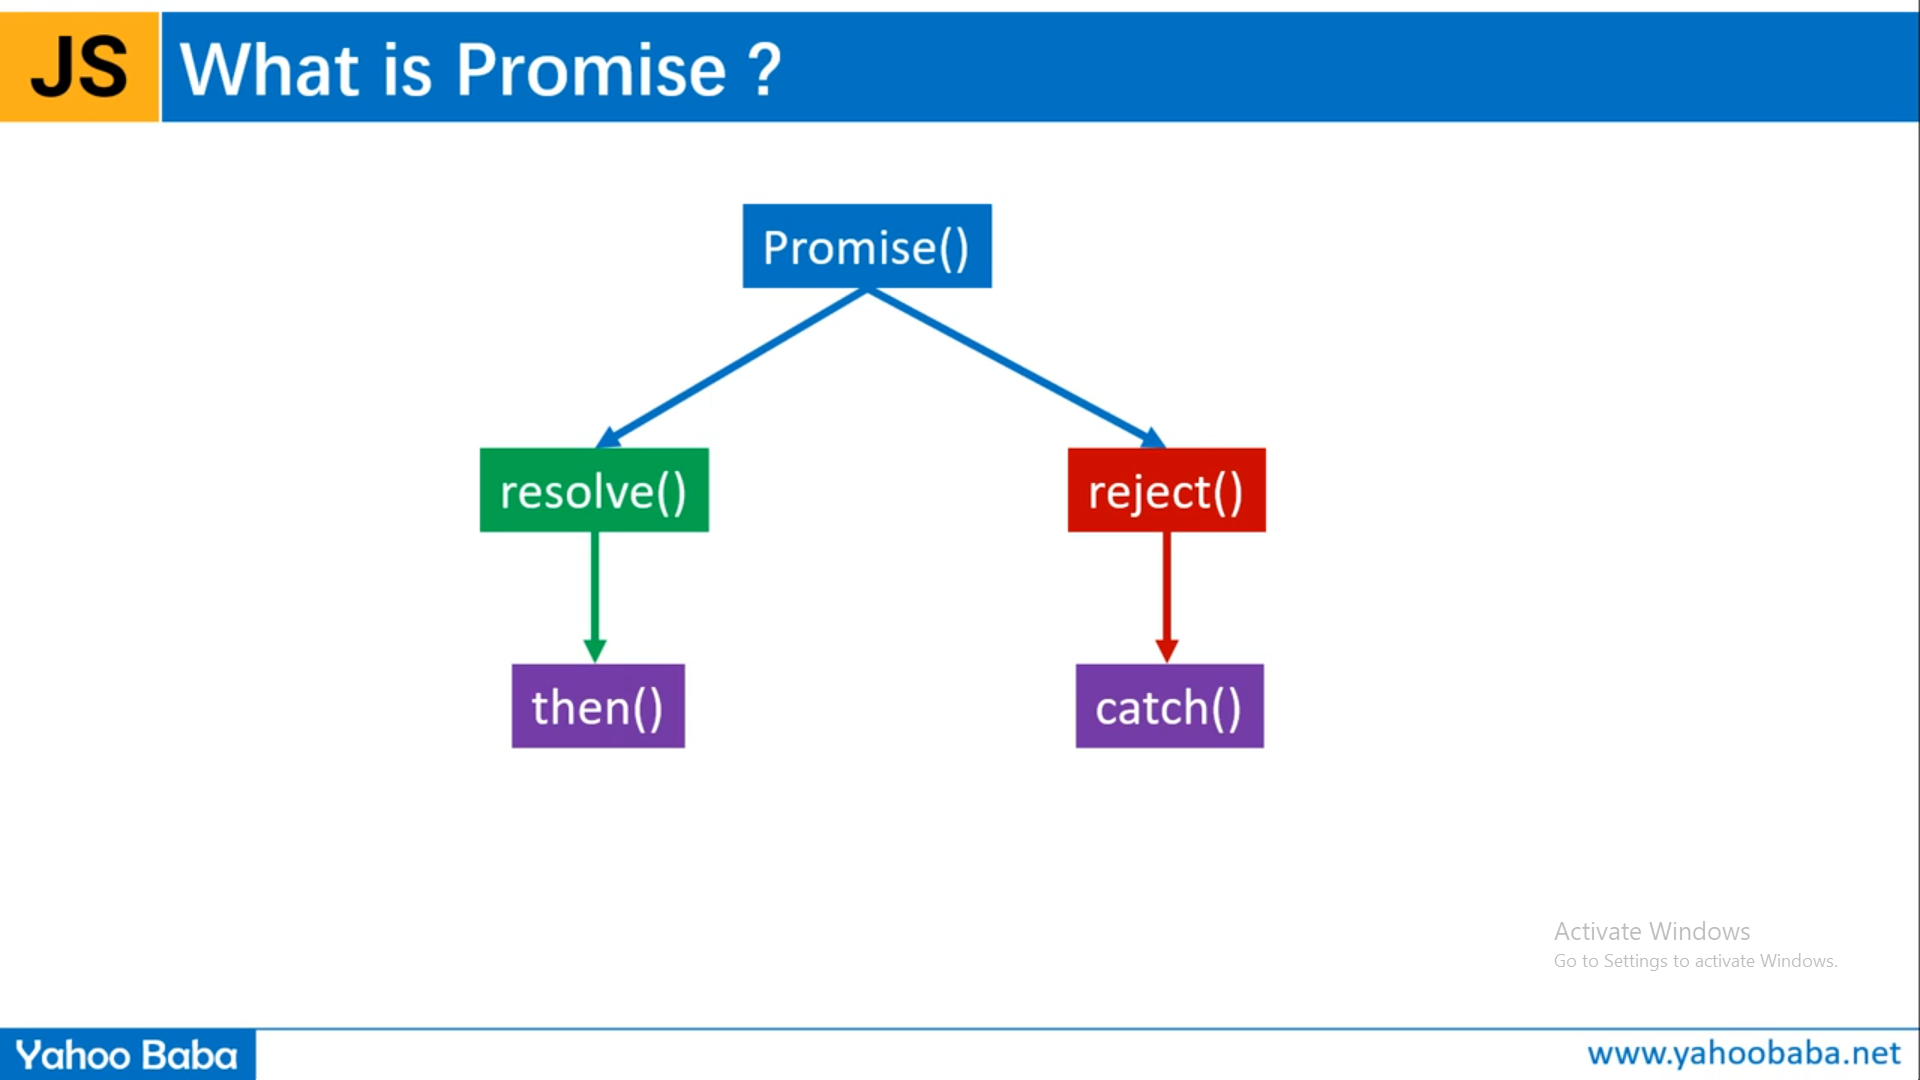 JS What is Promise ?
Promise()
resolve() reject()
then() catch()
Activate Windows
Go to Settings to activate Windows.
Yahoo Baba www.yahoobaba.net